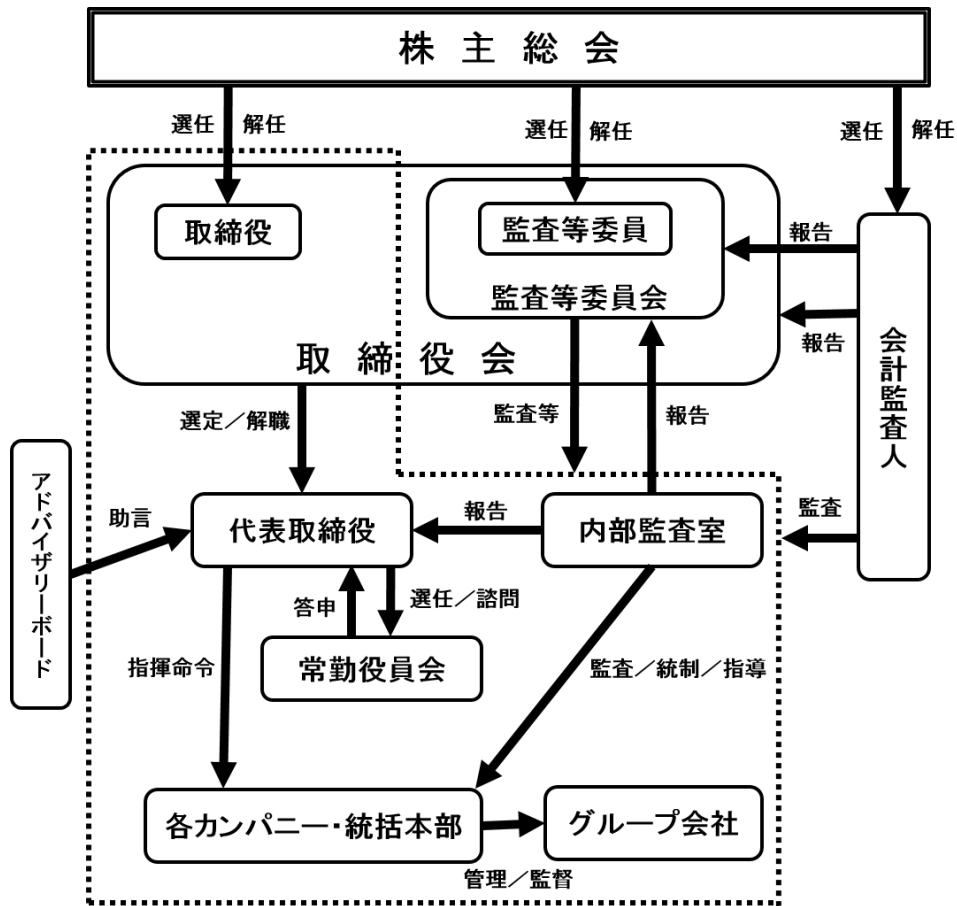 株主総会
選任 解任
選任 解任
選任 解任
取締役
監査等委員
監査等委員会
取締役会
報告
報告
会計監査人
選定／解職
監査等
報告
アドバイザリーボード
助言
代表取締役
報告
内部監査室
監査
答申
選任／諮問
常勤役員会
指揮命令
監査／統制／指導
各カンパニー・統括本部
グループ会社
管理／監督